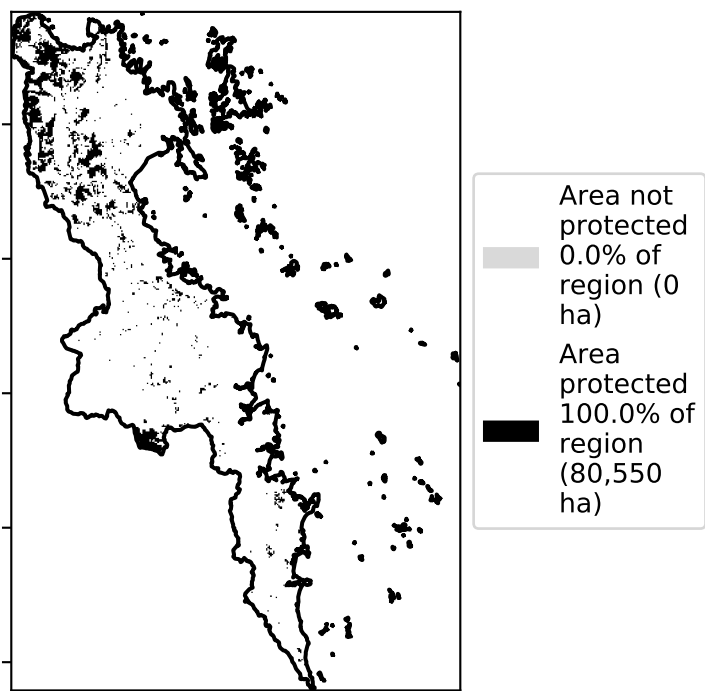 Area not
protected
0.0% of
region (0
ha)
Area
protected
100.0% of
region
(80,550
ha)